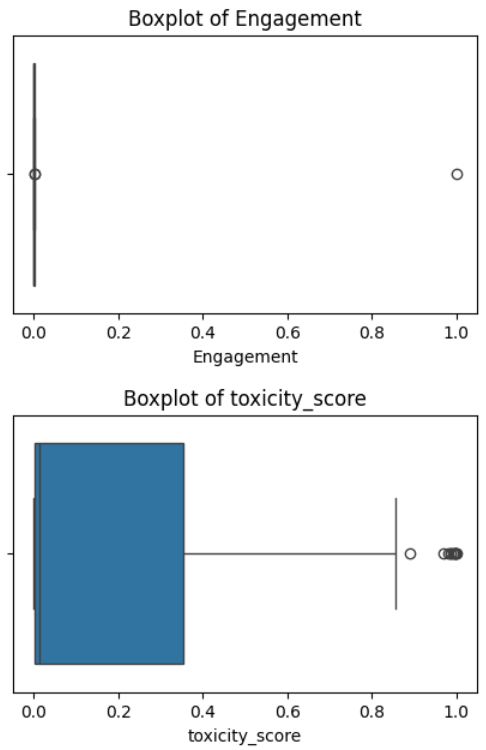 Boxplot of Engagement
0.0 0.2 0.4 0.6 0.8 1.0
Engagement
Boxplot of toxicity_score
0.0 0.2 0.4 0.6 0.8 1.0
toxicity_score